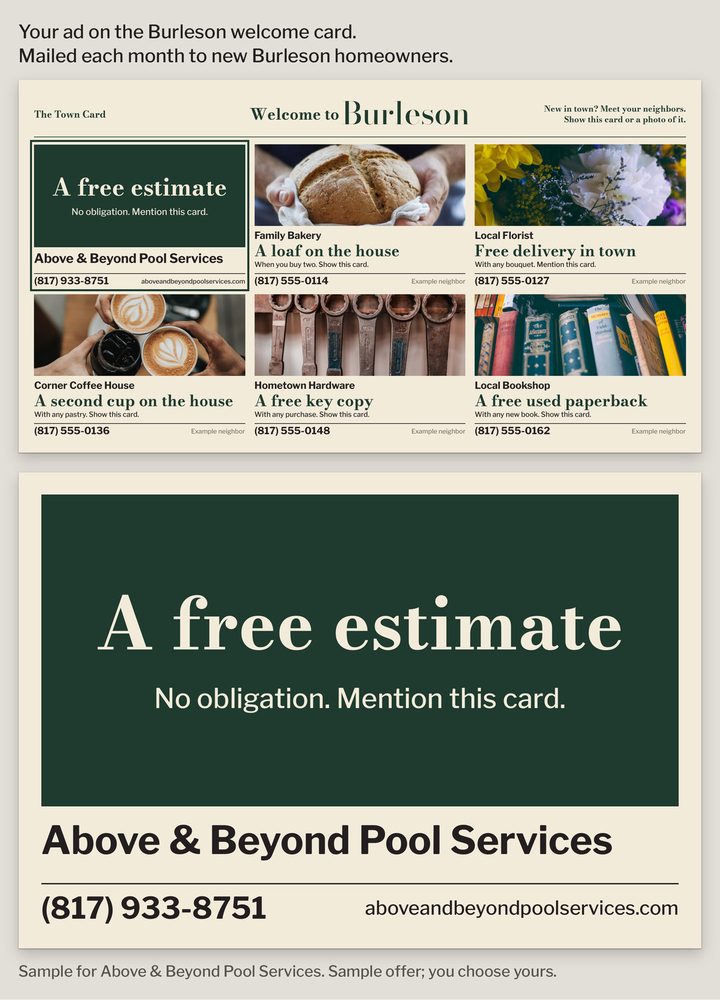 Your ad on the Burleson welcome card.
Mailed each month to new Burleson homeowners.
The Town Card
Welcome to Burleson
New in town? Meet your neighbors.
Show this card or a photo of it.
A free estimate
No obligation. Mention this card.
Above & Beyond Pool Services
(817) 933-8751
aboveandbeyondpoolservices.com
Family Bakery
A loaf on the house
When you buy two. Show this card.
(817) 555-0114
Example neighbor
Local Florist
Free delivery in town
With any bouquet. Mention this card.
(817) 555-0127
Example neighbor
Corner Coffee House
A second cup on the house
With any pastry. Show this card.
(817) 555-0136
Example neighbor
Hometown Hardware
A free key copy
With any purchase. Show this card.
(817) 555-0148
Example neighbor
Local Bookshop
A free used paperback
With any new book. Show this card.
(817) 555-0162
Example neighbor
A free estimate
No obligation. Mention this card.
Above & Beyond Pool Services
(817) 933-8751
aboveandbeyondpoolservices.com
Sample for Above & Beyond Pool Services. Sample offer; you choose yours.